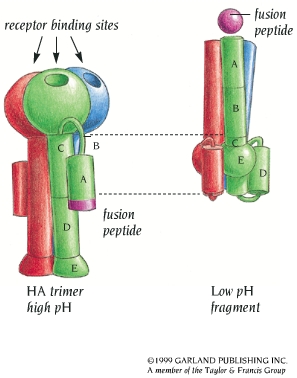 receptor binding sites
fusion
peptide
A
B
C
E
D
C
B
A
D
E
fusion
peptide
HA trimer
high pH
Low pH
fragment
©1999 GARLAND PUBLISHING INC.
A member of the Taylor & Francis Group